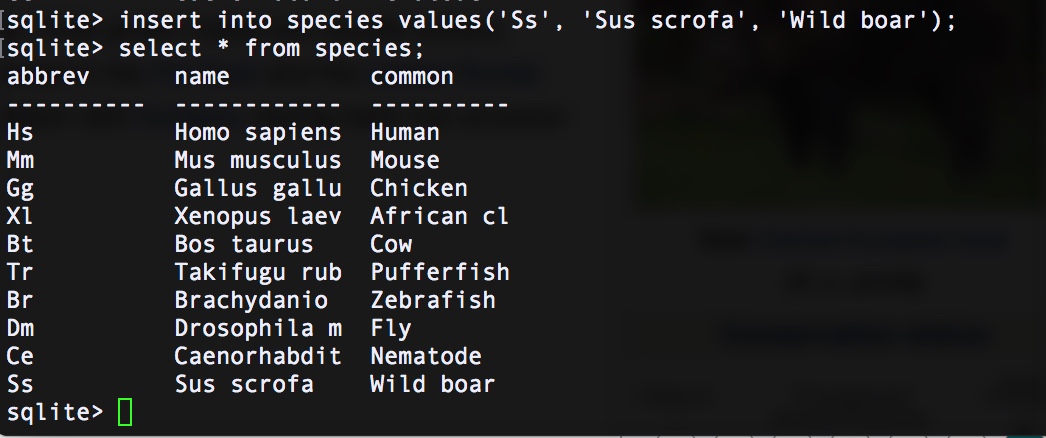 sqlite> insert into species values('Ss', 'Sus scrofa', 'Wild boar');
sqlite> select * from species;
abbrev      name          common
----------  ------------  ----------
Hs          Homo sapiens  Human
Mm          Mus musculus  Mouse
Gg          Gallus gallu  Chicken
Xl          Xenopus laev  African cl
Bt          Bos taurus    Cow
Tr          Takifugu rub  Pufferfish
Br          Brachydanio   Zebrafish
Dm          Drosophila m  Fly
Ce          Caenorhabdit  Nematode
Ss          Sus scrofa    Wild boar
sqlite>